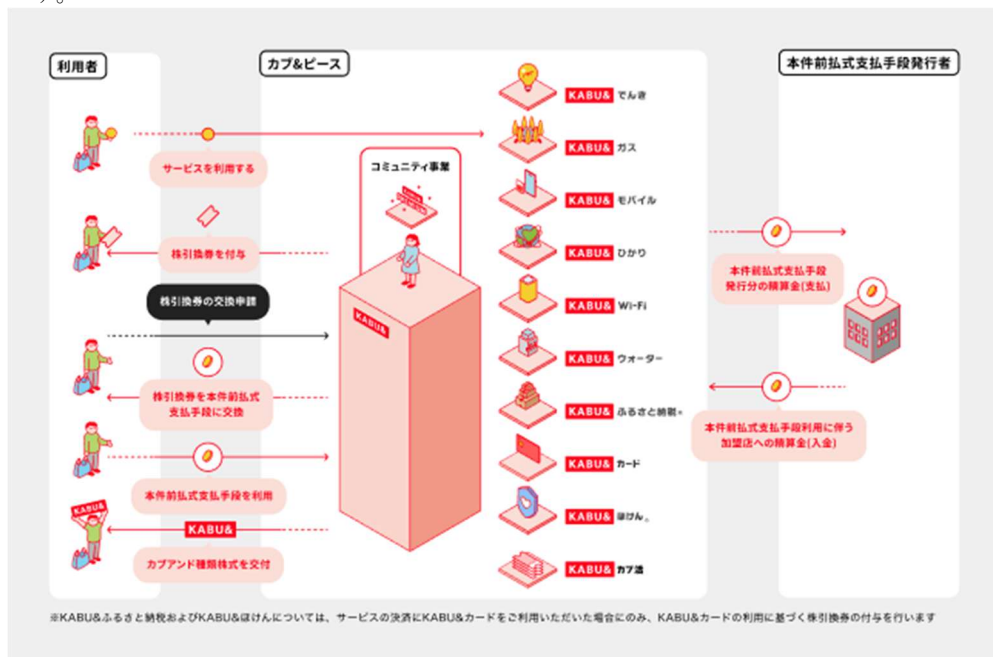 す。
利用者
カブ&ピース
本件前払式支払手段発行者
サービスを利用する
株引換券を付与
株引換券の交換申請
株引換券を本件前払式
支払手段に交換
本件前払式支払手段を利用
KABU&
KABU&
カブアンド種類株式を交付
コミュニティ事業
KABU&
KABU& でんき
KABU& ガス
KABU& モバイル
KABU& ひかり
KABU& Wi-Fi
KABU& ウォーター
KABU& ふるさと納税※
KABU& カード
KABU& ほけん※
KABU& カブ活
本件前払式支払手段
発行分の精算金(支払)
本件前払式支払手段利用に伴う
加盟店への精算金(入金)
※KABU&ふるさと納税およびKABU&ほけんについては、サービスの決済にKABU&カードをご利用いただいた場合にのみ、KABU&カードの利用に基づく株引換券の付与を行います